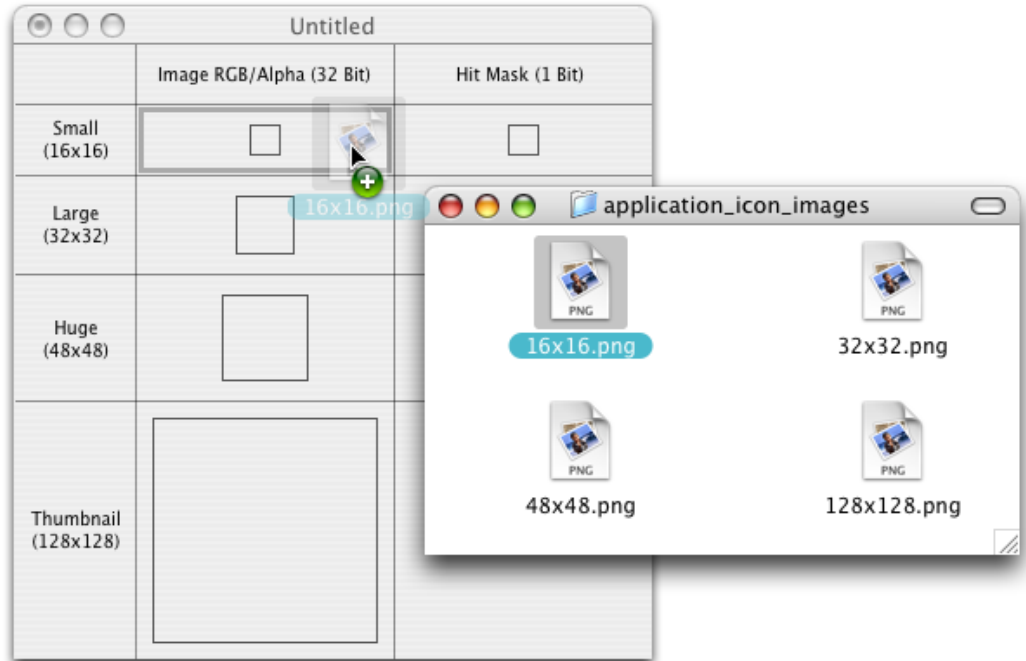 Untitled
Image RGB/Alpha (32 Bit)
Hit Mask (1 Bit)
Small
(16x16)
16x16.png
Large
(32x32)
Huge
(48x48)
Thumbnail
(128x128)
application_icon_images
PNG
16x16.png
PNG
32x32.png
PNG
48x48.png
PNG
128x128.png